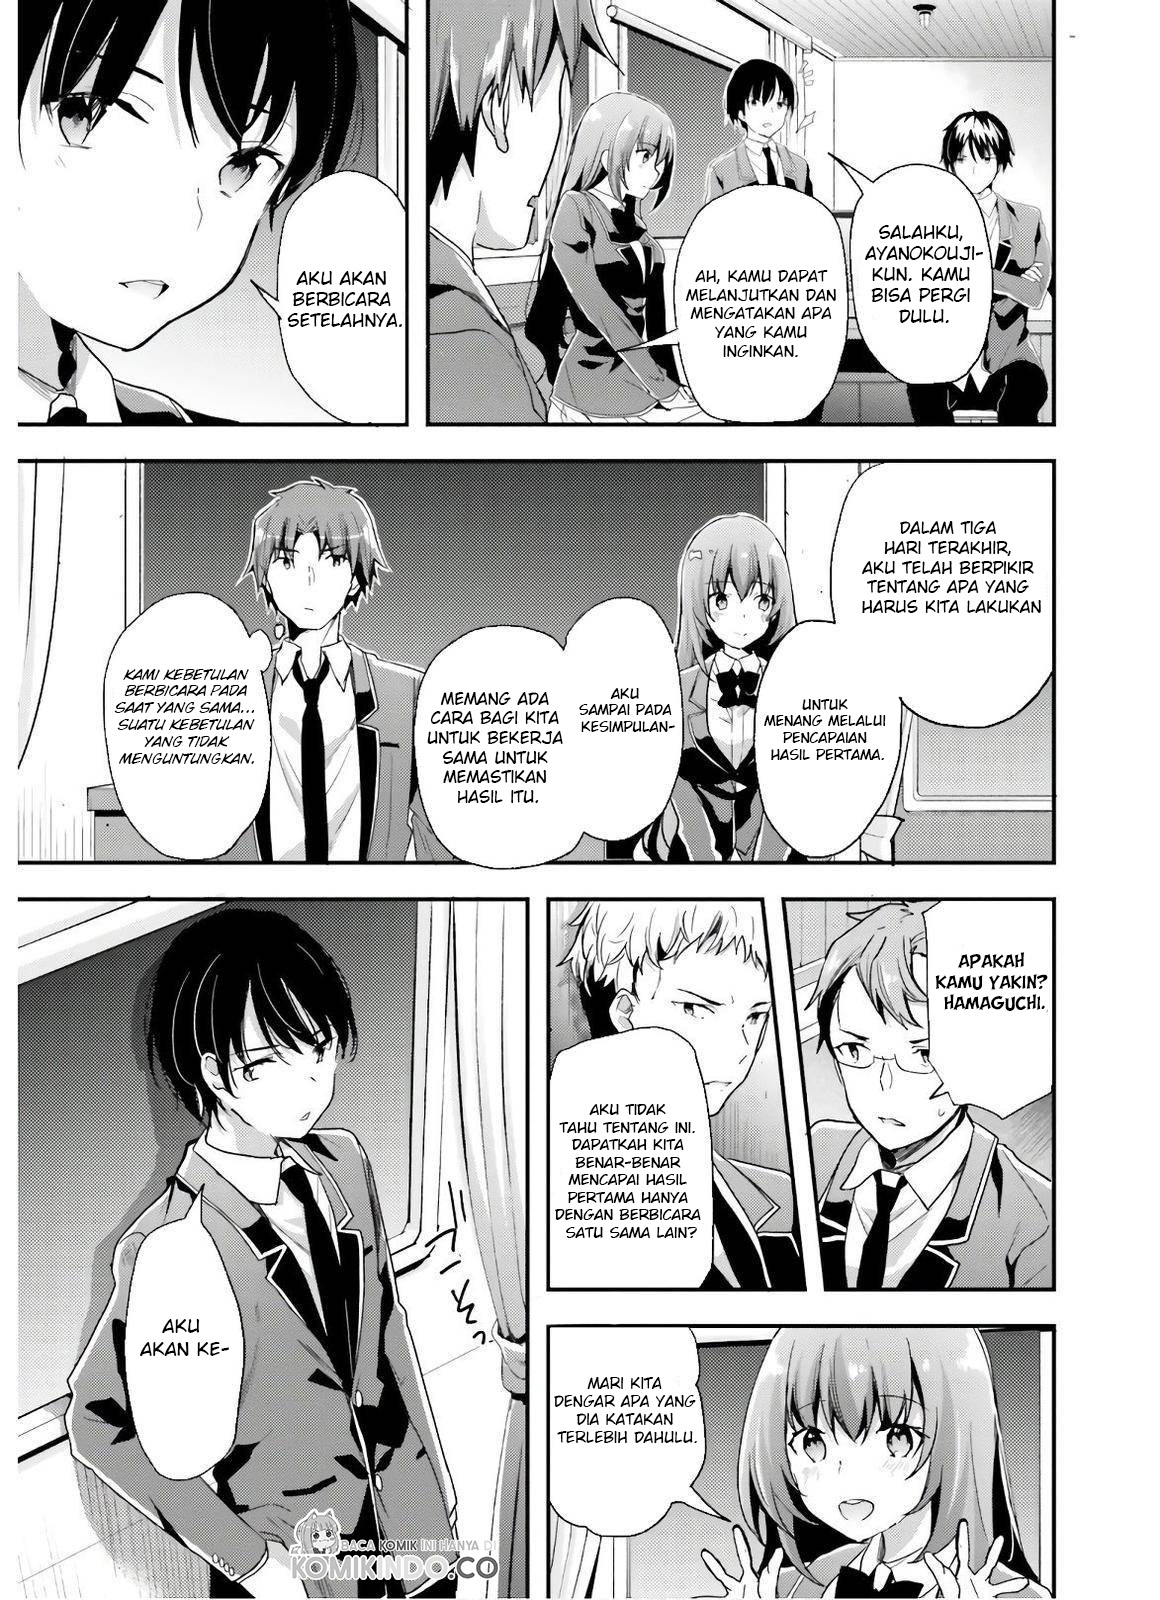 SALAHKU,
AYANOKOUJI-
KUN. KAMU
BISA PERGI
DULU.
AH, KAMU DAPAT
MELANJUTKAN DAN
MENGATAKAN APA
YANG KAMU
INGINKAN.
AKU AKAN
BERBICARA
SETELAHNYA.
DALAM TIGA
HARI TERAKHIR,
AKU TELAH BERPIKIR
TENTANG APA YANG
HARUS KITA LAKUKAN
UNTUK
MENANG MELALUI
PENCAPAIAN
HASIL PERTAMA.
AKU
SAMPAI PADA
KESIMPULAN-
MEMANG ADA
CARA BAGI KITA
UNTUK BEKERJA
SAMA UNTUK
MEMASTIKAN
HASIL ITU.
KAMI KEBETULAN
BERBICARA PADA
SAAT YANG SAMA...
SUATU KEBETULAN
YANG TIDAK
MENGUNTUNGKAN.
APAKAH
KAMU YAKIN?
HAMAGUCHI.
AKU TIDAK
TAHU TENTANG INI.
DAPATKAH KITA
BENAR-BENAR
MENCAPAI HASIL
PERTAMA HANYA
DENGAN BERBICARA
SATU SAMA LAIN?
AKU
AKAN KE-
MARI KITA
DENGAR APA YANG
DIA KATAKAN
TERLEBIH DAHULU.
BACA KOMIK INI HANYA DI
KOMIKINDO.CO